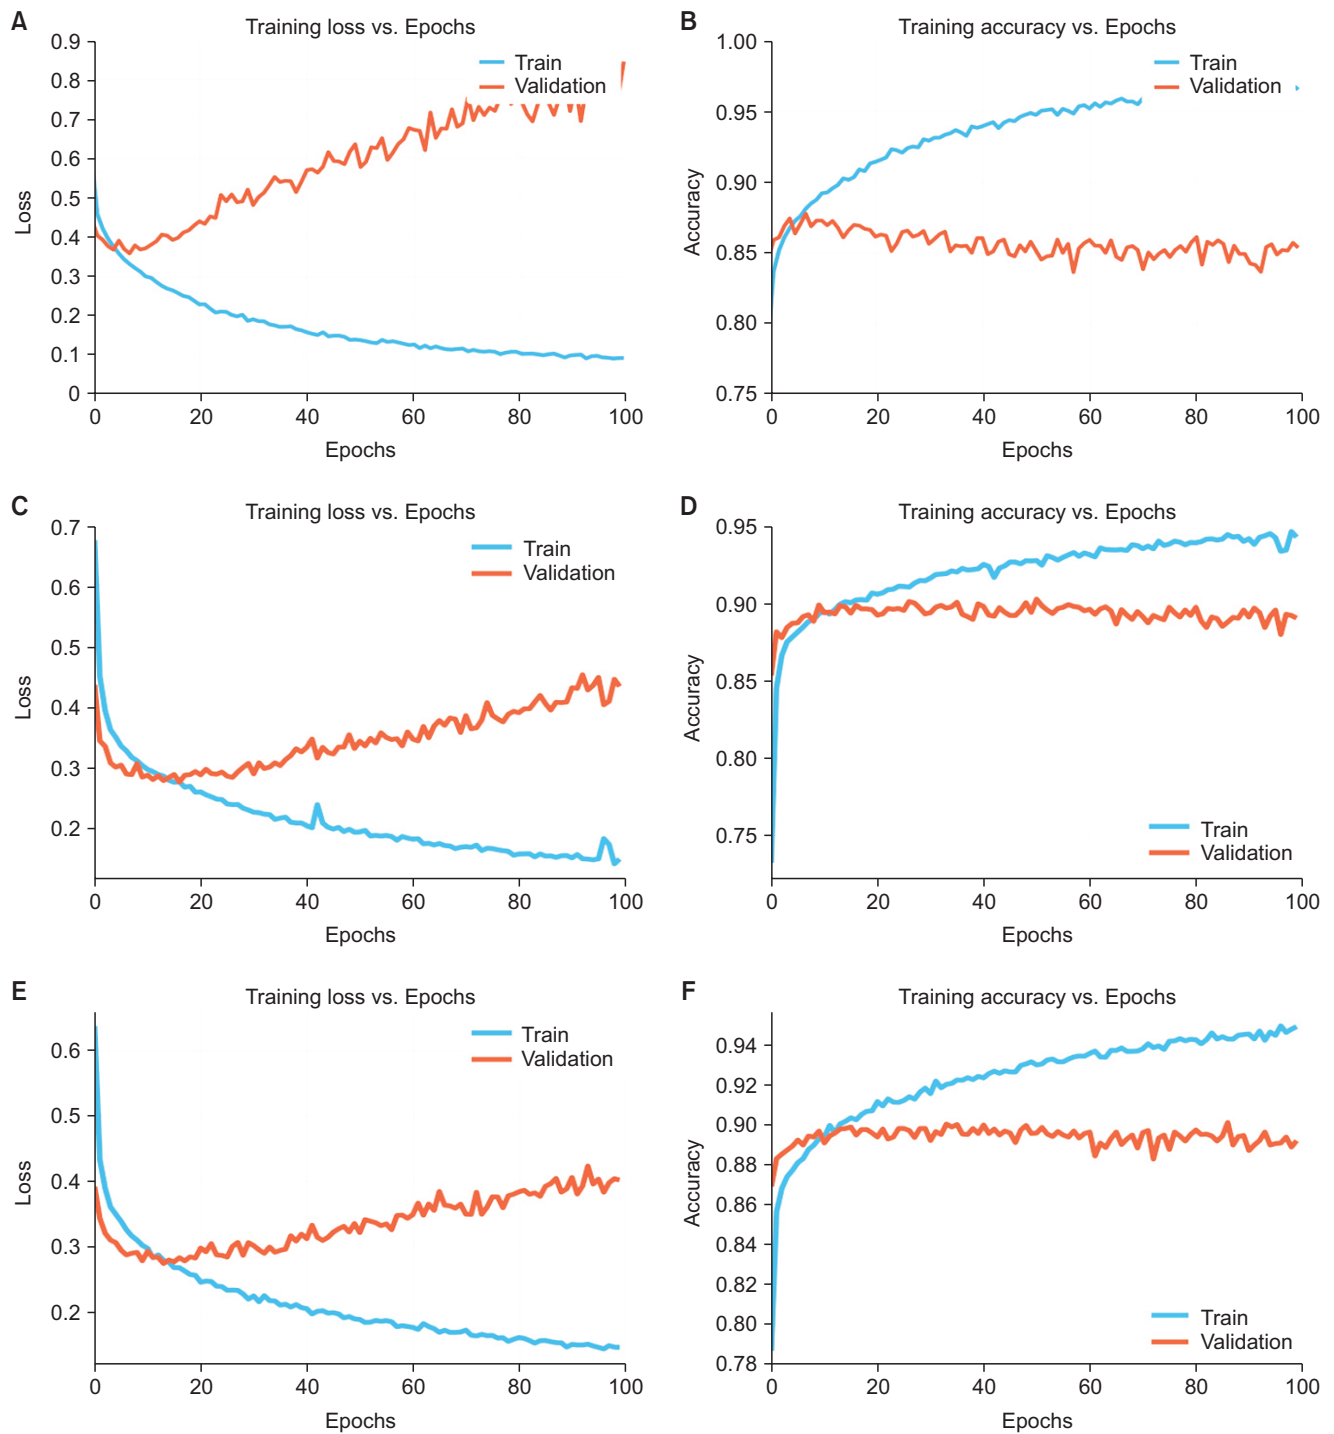 A
Training loss vs. Epochs
0.9
0.8
0.7
0.6
0.5
0.4
0.3
0.2
0.1
0
Loss
Train
Validation
0 20 40 60 80 100
Epochs
B
Training accuracy vs. Epochs
1.00
0.95
0.90
0.85
0.80
0.75
Accuracy
Train
Validation
0 20 40 60 80 100
Epochs
C
Training loss vs. Epochs
0.7
0.6
0.5
0.4
0.3
0.2
Loss
Train
Validation
0 20 40 60 80 100
Epochs
D
Training accuracy vs. Epochs
0.95
0.90
0.85
0.80
0.75
Accuracy
Train
Validation
0 20 40 60 80 100
Epochs
E
Training loss vs. Epochs
0.6
0.5
0.4
0.3
0.2
Loss
Train
Validation
0 20 40 60 80 100
Epochs
F
Training accuracy vs. Epochs
0.94
0.92
0.90
0.88
0.86
0.84
0.82
0.80
0.78
Accuracy
Train
Validation
0 20 40 60 80 100
Epochs